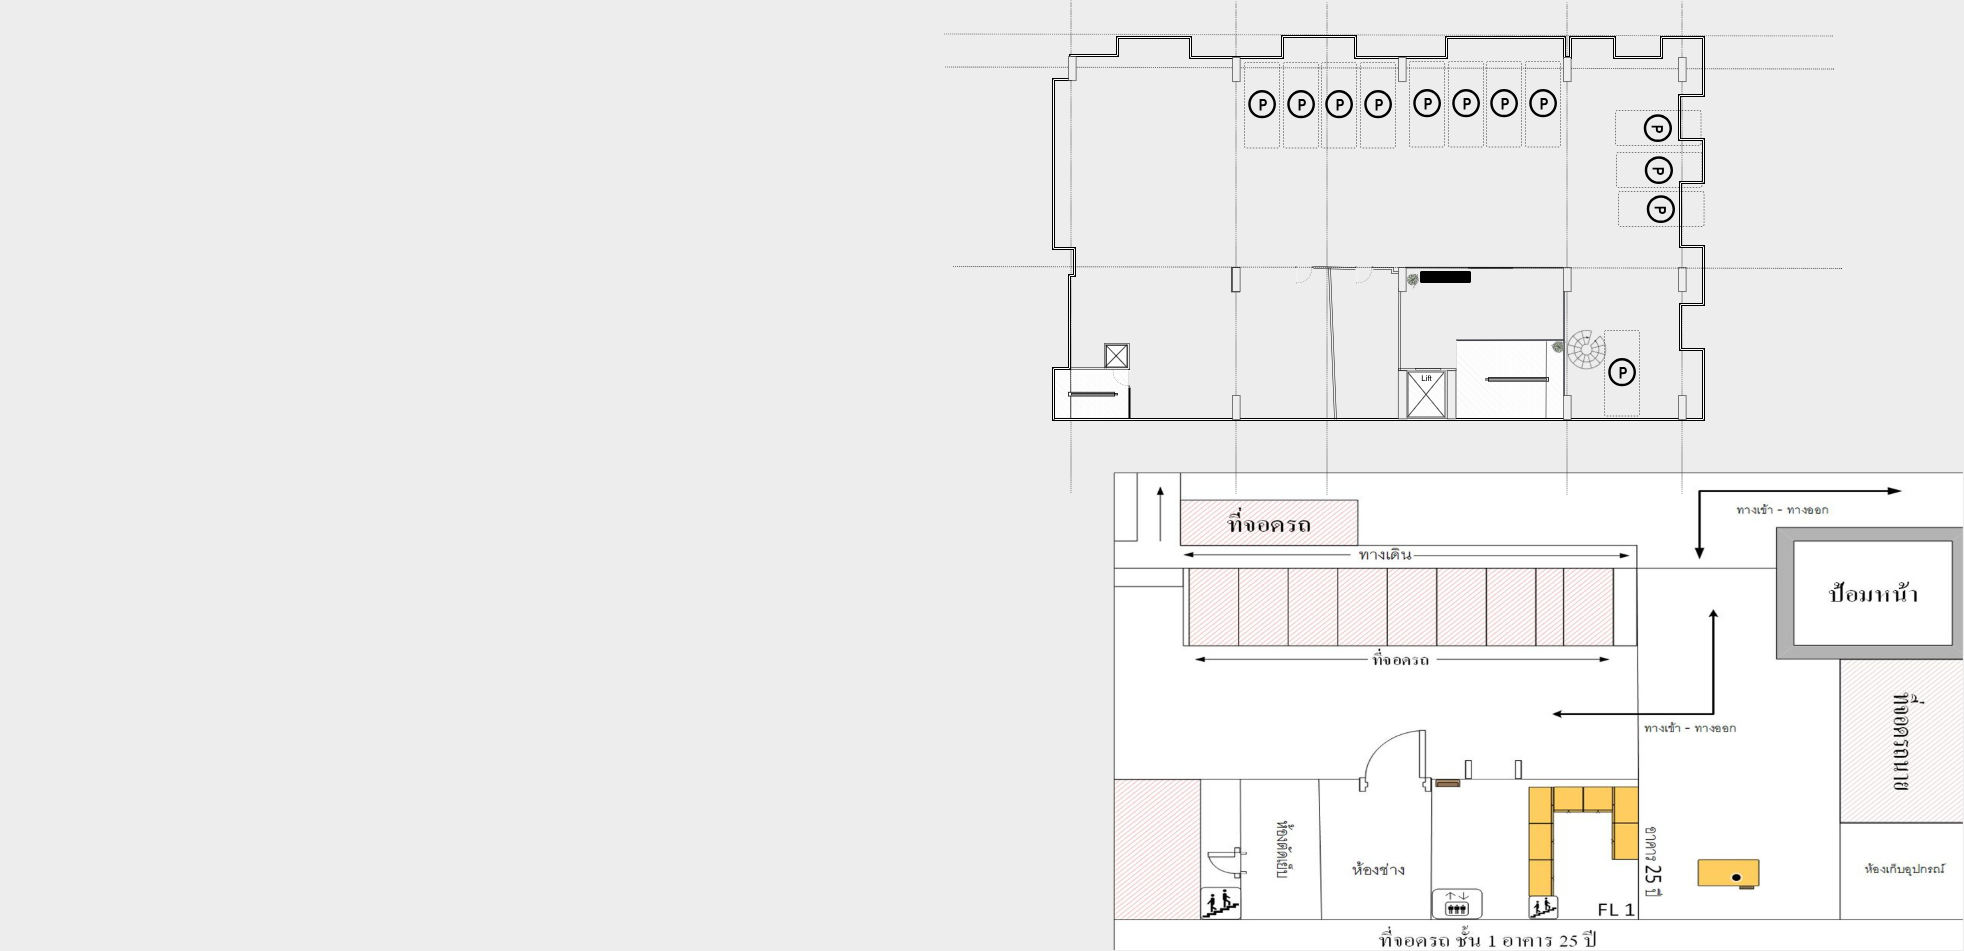 P P P P P P P P
P
P
P
Lift
P
ทางเข้า - ทางออก
ที่จอดรถ
ทางเดิน
ป้อมหน้า
ที่จอดรถ
ที่จอดรถนาย
ทางเข้า - ทางออก
ห้องตัดเย็บ
ห้องช่าง
อาคาร 25 ปี
ห้องเก็บอุปกรณ์
FL 1
ที่จอดรถ ชั้น 1 อาคาร 25 ปี